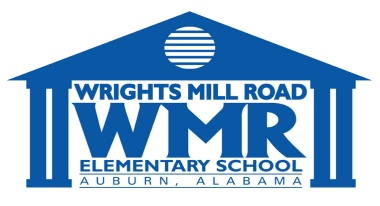 WRIGHTS MILL ROAD
WMR
ELEMENTARY SCHOOL
AUBURN, ALABAMA